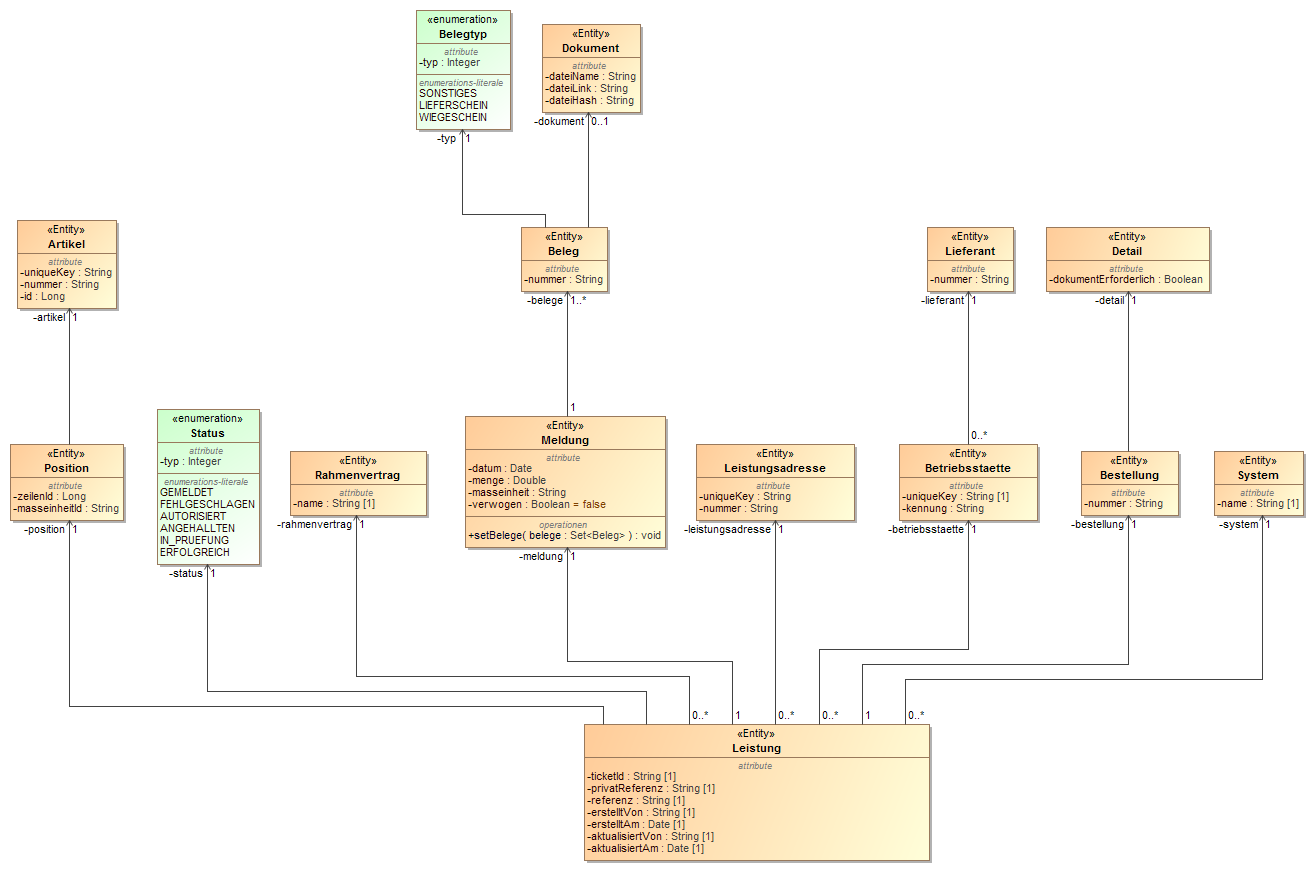 «enumeration»
Belegtyp
attribute
-typ : Integer
enumerations-literale
SONSTIGES
LIEFERSCHEIN
WIEGESCHEIN
-typ 1
«Entity»
Dokument
attribute
-dateiName : String
-dateiLink : String
-dateiHash : String
-dokument 0..1
«Entity»
Artikel
attribute
-uniqueKey : String
-nummer : String
-id : Long
-artikel 1
«Entity»
Beleg
attribute
-nummer : String
-belege 1..*
«Entity»
Lieferant
attribute
-nummer : String
-lieferant 1
«Entity»
Detail
attribute
-dokumentErforderlich : Boolean
-detail 1
«Entity»
Position
attribute
-zeilenId : Long
-masseinheitId : String
-position 1
«enumeration»
Status
attribute
-typ : Integer
enumerations-literale
GEMELDET
FEHLGESCHLAGEN
AUTORISIERT
ANGEHALLTEN
IN_PRUEFUNG
ERFOLGREICH
-status 1
«Entity»
Rahmenvertrag
attribute
-name : String [1]
-rahmenvertrag 1
1
«Entity»
Meldung
attribute
-datum : Date
-menge : Double
-masseinheit : String
-verwogen : Boolean = false
operationen
+setBelege( belege : Set<Beleg> ) : void
-meldung 1
«Entity»
Leistungsadresse
attribute
-uniqueKey : String
-nummer : String
-leistungsadresse 1
0..*
«Entity»
Betriebsstaette
attribute
-uniqueKey : String [1]
-kennung : String
-betriebsstaette 1
«Entity»
Bestellung
attribute
-nummer : String
-bestellung 1
«Entity»
System
attribute
-name : String [1]
-system 1
0..* 1 0..* 0..* 1 0..*
«Entity»
Leistung
attribute
-ticketId : String [1]
-privatReferenz : String [1]
-referenz : String [1]
-erstelltVon : String [1]
-erstelltAm : Date [1]
-aktualisiertVon : String [1]
-aktualisiertAm : Date [1]